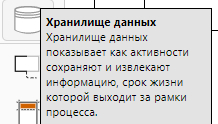 Хранилище данных
Хранилище данных
показывает как активности
сохраняют и извлекают
информацию, срок жизни
которой выходит за рамки
процесса.